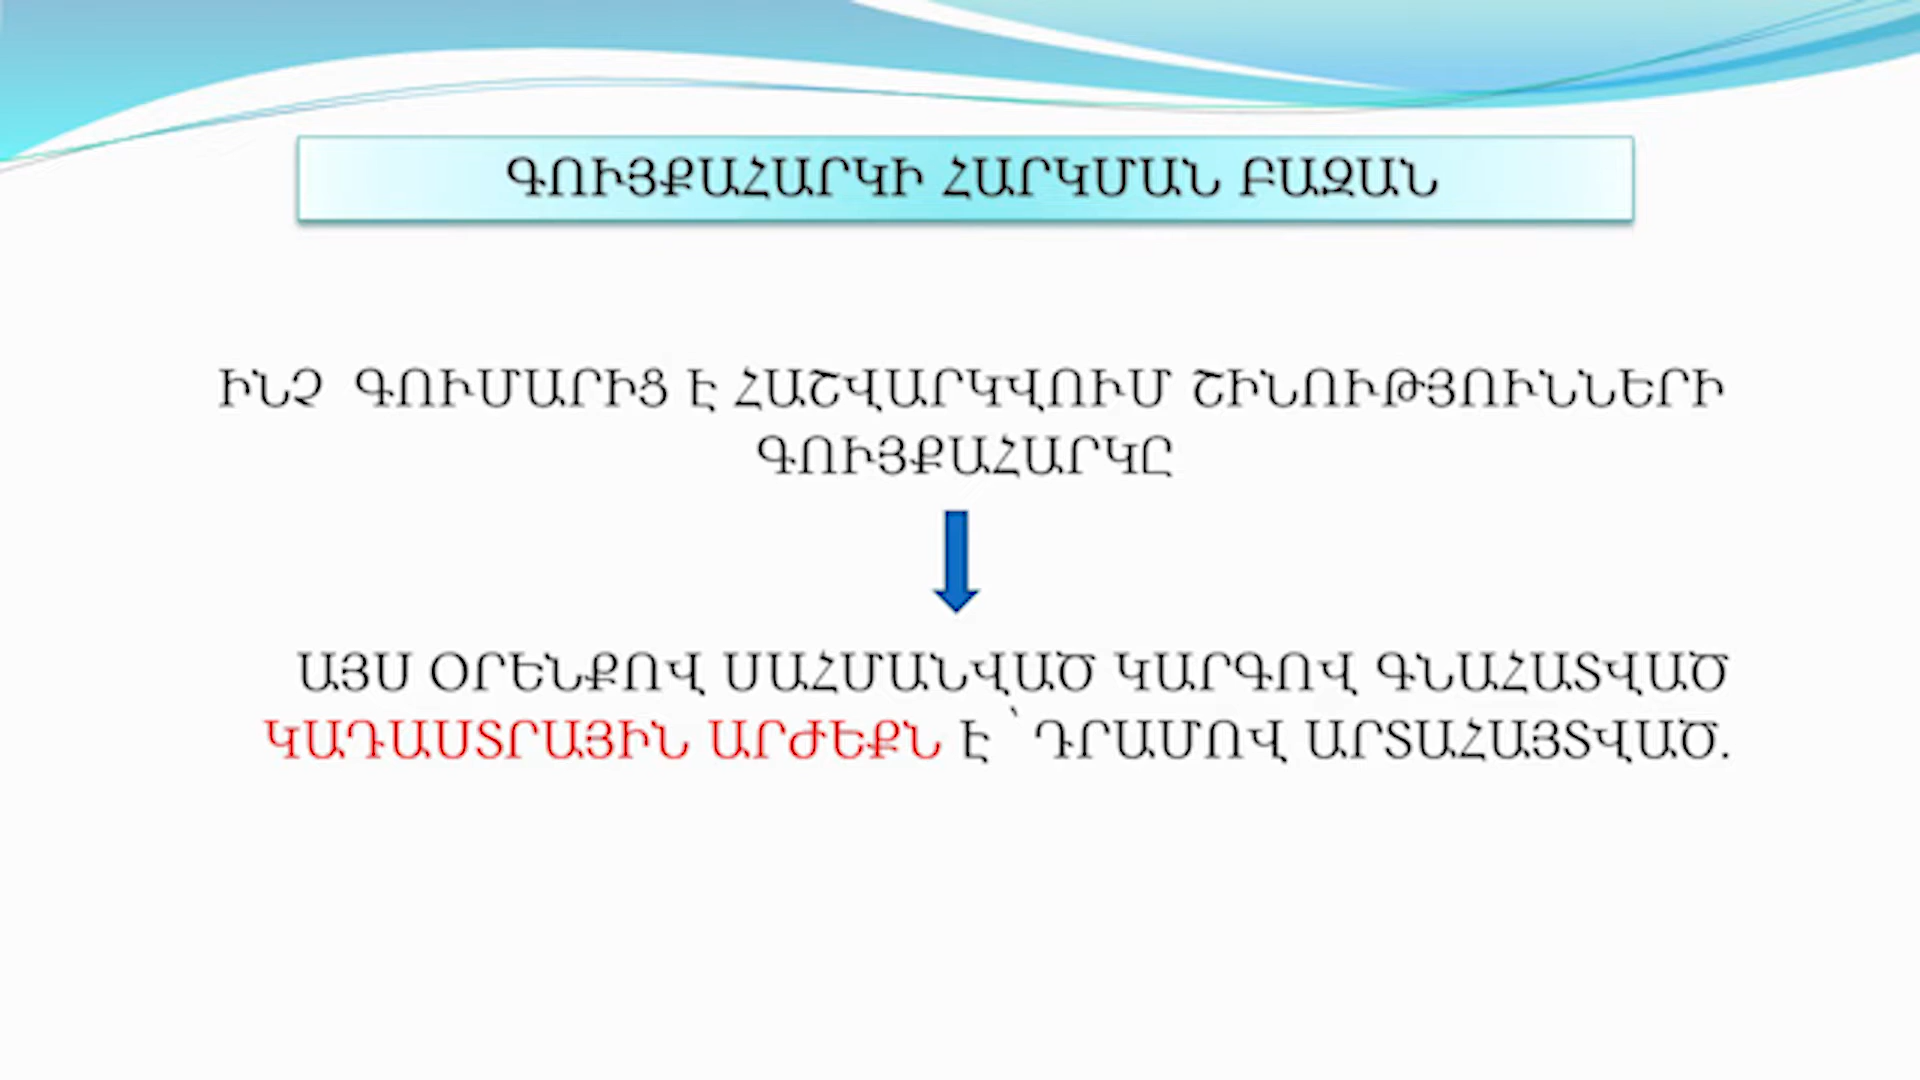 ԳՈՒՅՔԱՀԱՐԿԻ ՀԱՐԿՄԱՆ ԲԱԶԱՆ
ԻՆՉ ԳՈՒՄԱՐԻՑ Է ՀԱՇՎԱՐԿՎՈՒՄ ՇԻՆՈՒԹՅՈՒՆՆԵՐԻ
ԳՈՒՅՔԱՀԱՐԿԸ
ԱՅՍ ՕՐԵՆՔՈՎ ՍԱՀՄԱՆՎԱԾ ԿԱՐԳՈՎ ԳՆԱՀԱՏՎԱԾ
ԿԱԴԱՍՏՐԱՅԻՆ ԱՐԺԵՔՆ Է՝ ԴՐԱՄՈՎ ԱՐՏԱՀԱՅՏՎԱԾ.